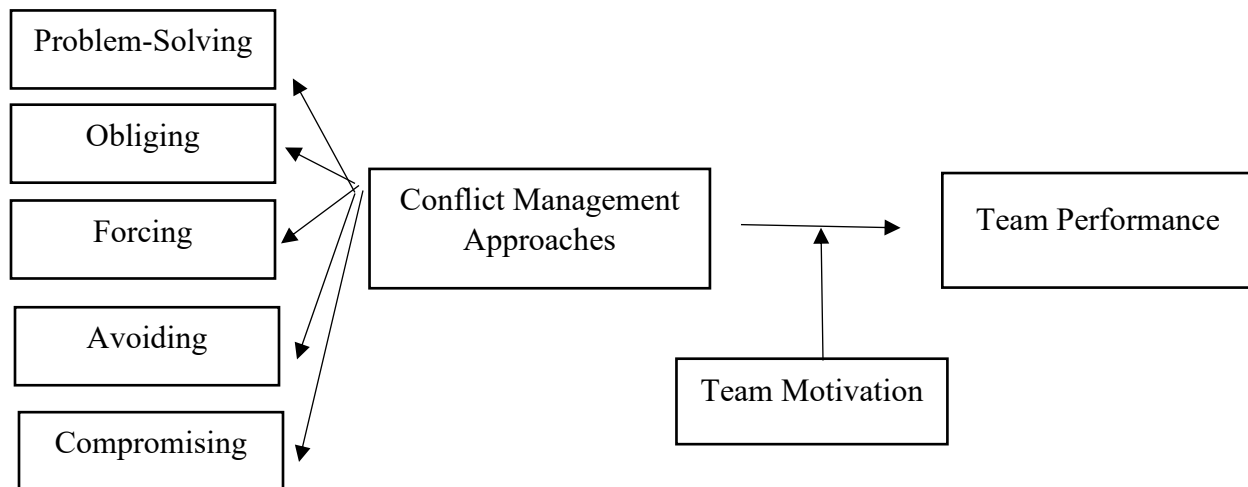 Problem-Solving
Obliging
Forcing
Avoiding
Compromising
Conflict Management
Approaches
Team Performance
Team Motivation